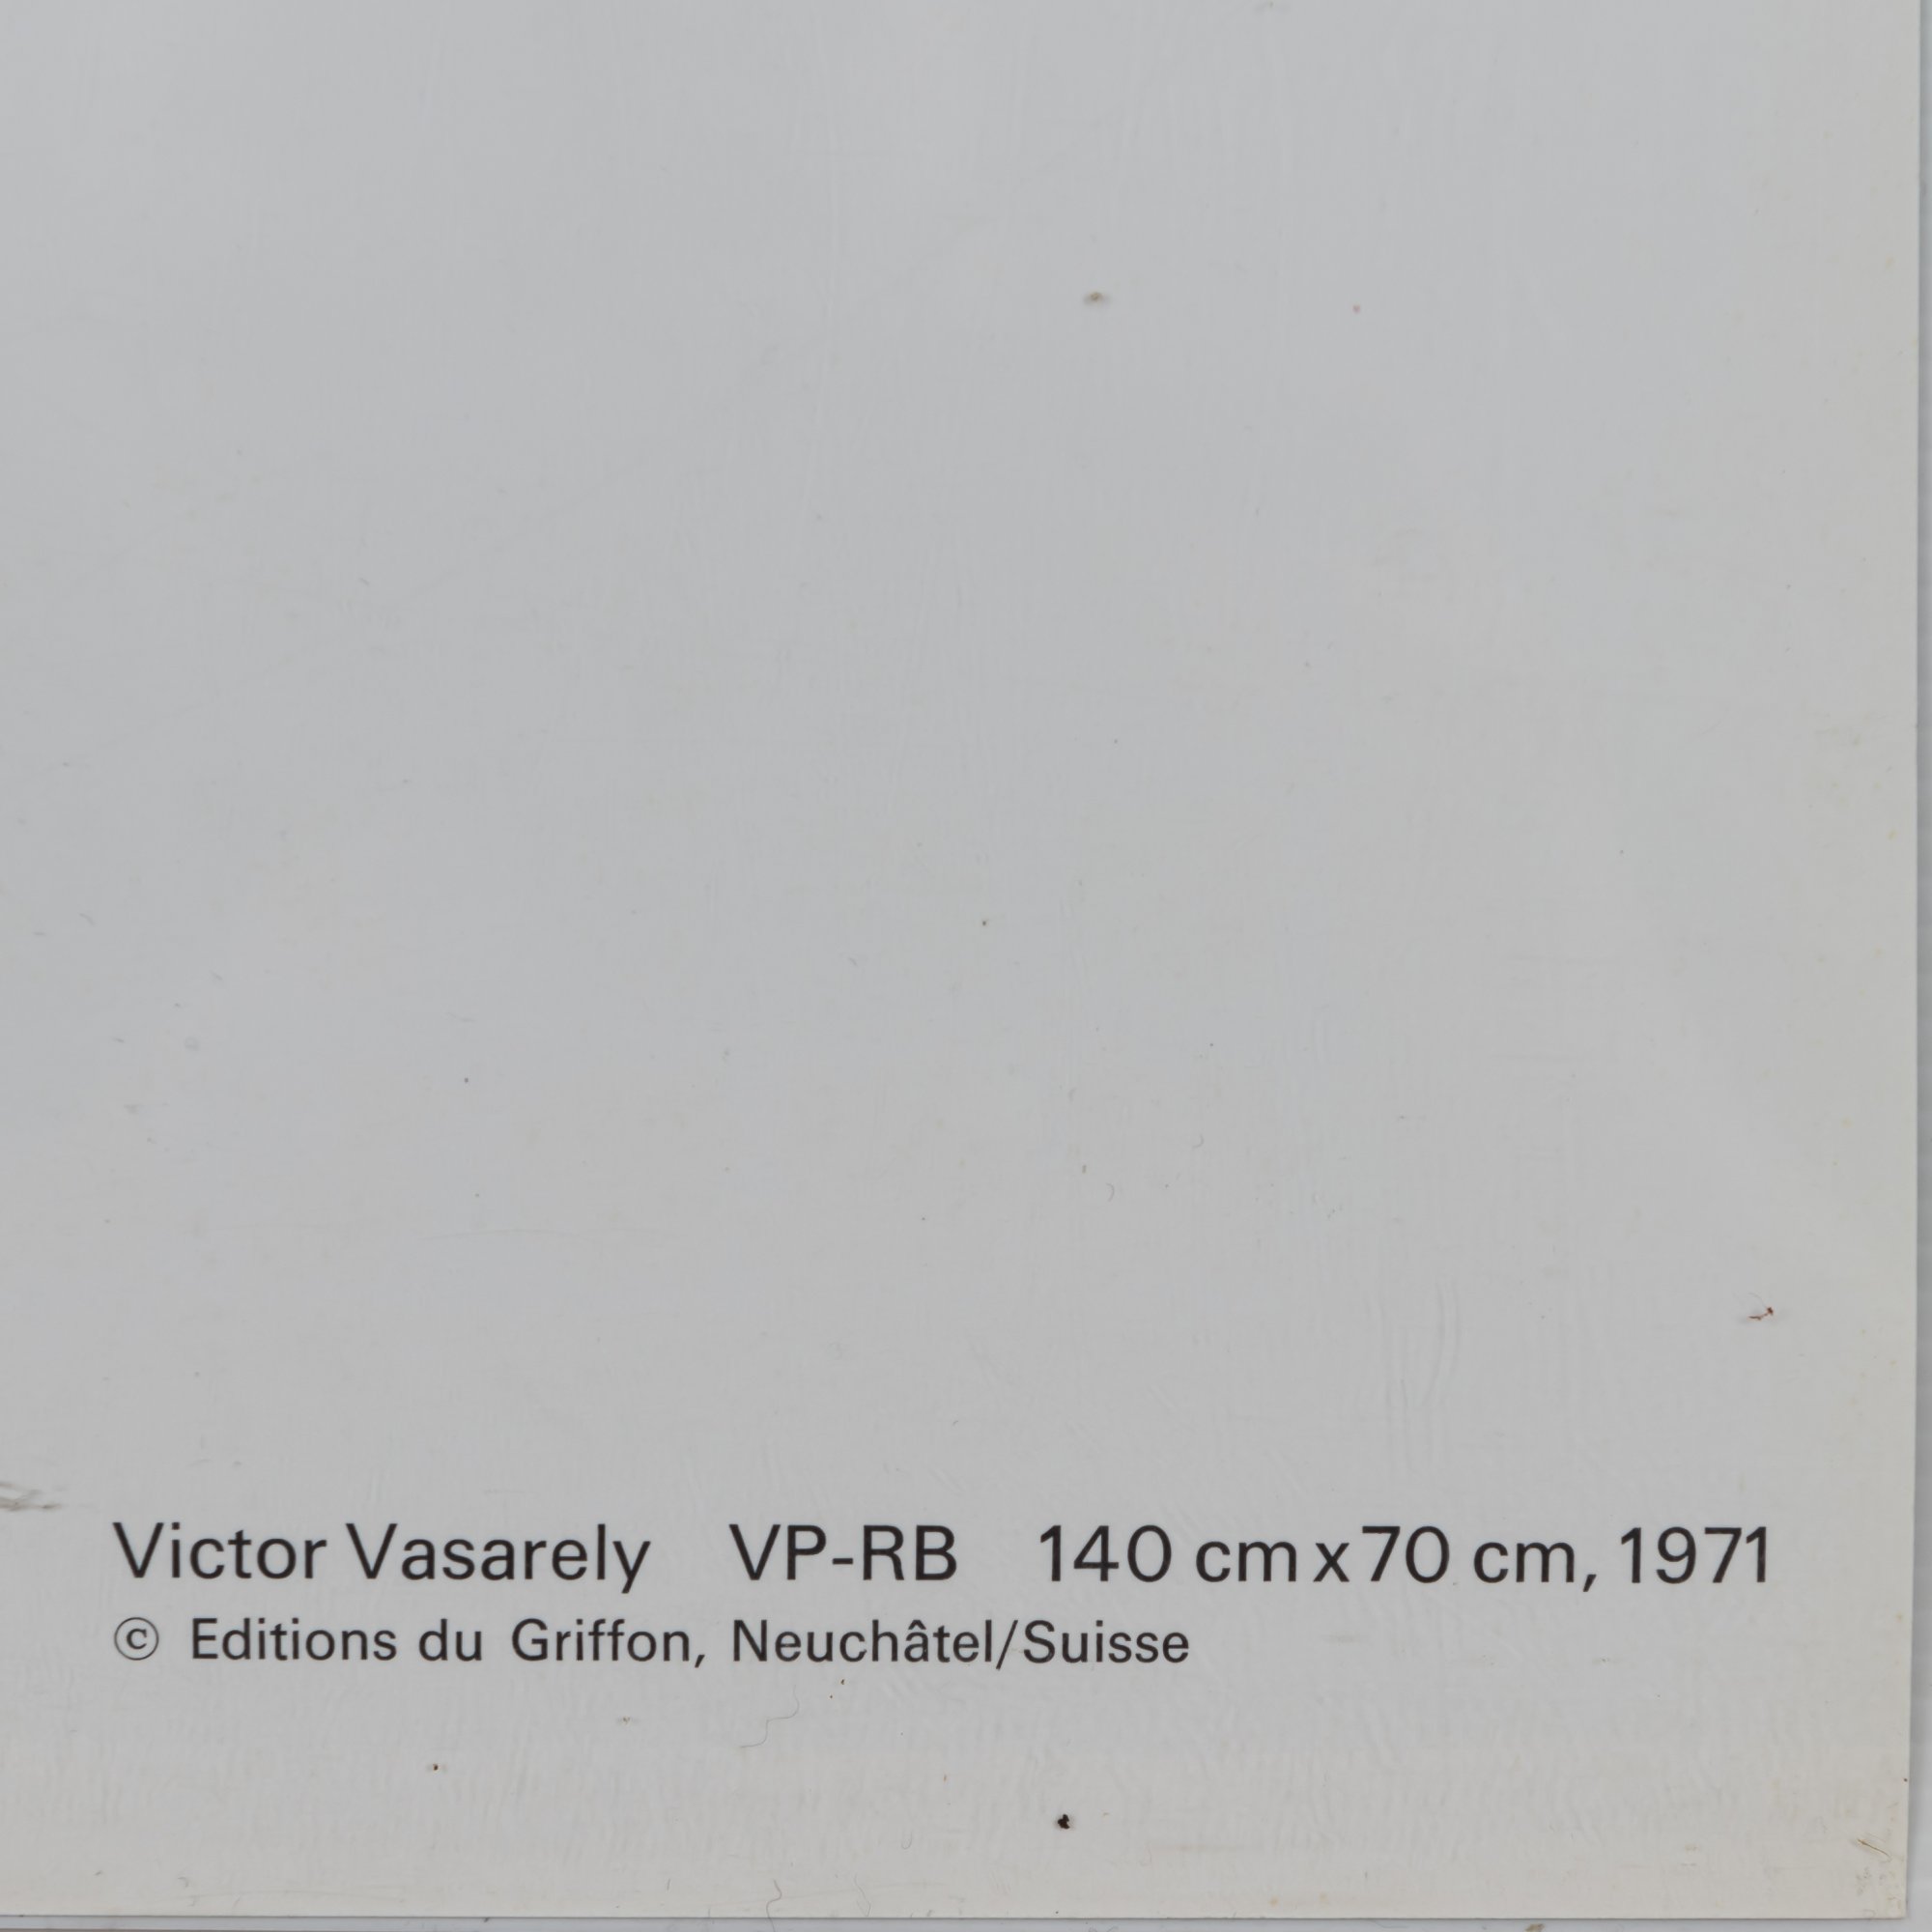 Victor Vasarely VP-RB 140 cm x 70 cm, 1971
© Editions du Griffon, Neuchâtel/Suisse